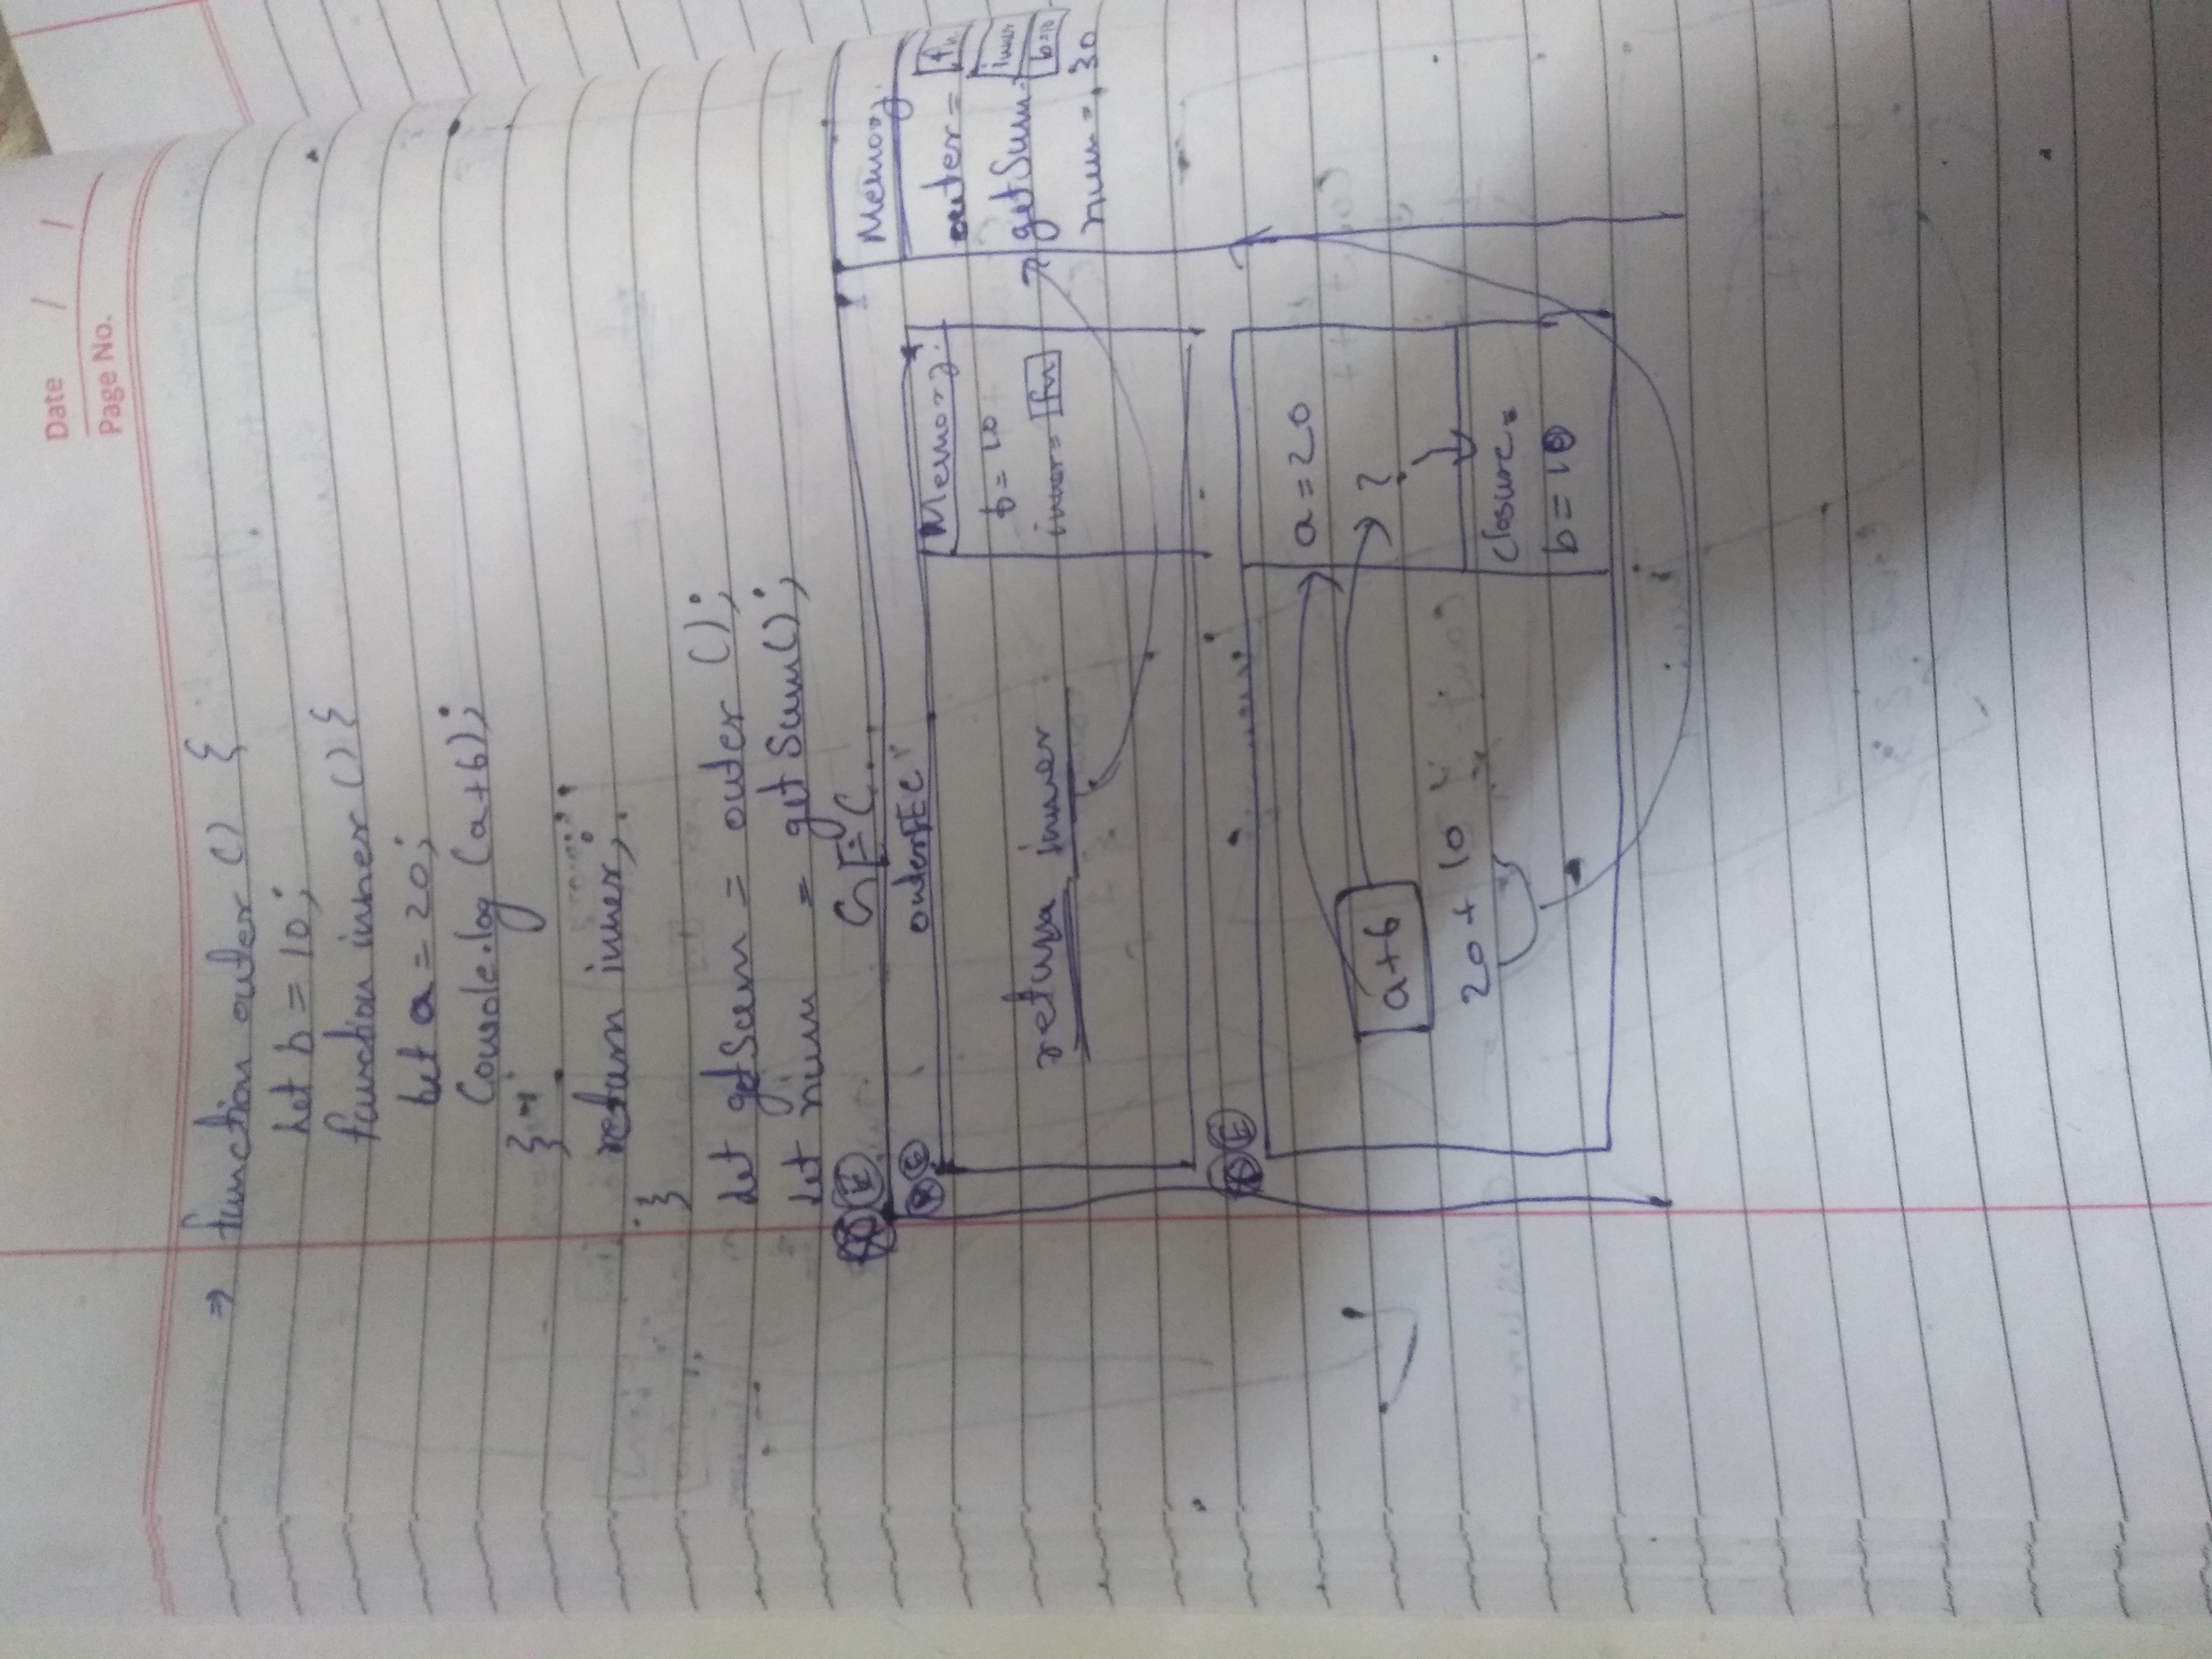 Date / /
Page No.
⇒ function outer () {
let b = 10;
function inner () {
let a = 20;
Console.log (a+b);
}
return inner;
}
let getSum = outer ();
let num = getSum();
E GEC
Memory
E outerFEC
Memory
outer = fn
b = 10
getSum = inner
b=10
return inner
inner = fn
num = 30
E
a = 20
a+b
?
20 + 10
closure =
b = 10